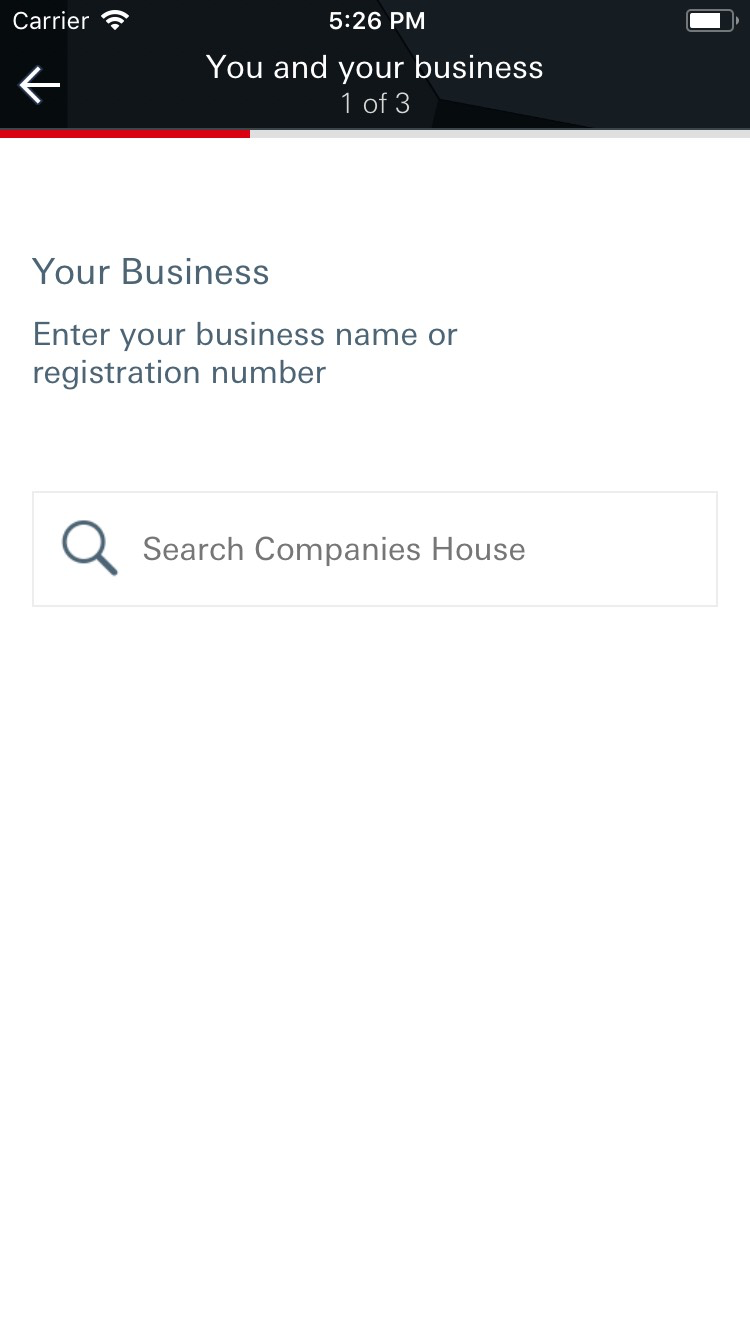 Carrier 5:26 PM
You and your business
1 of 3
Your Business
Enter your business name or
registration number
Search Companies House